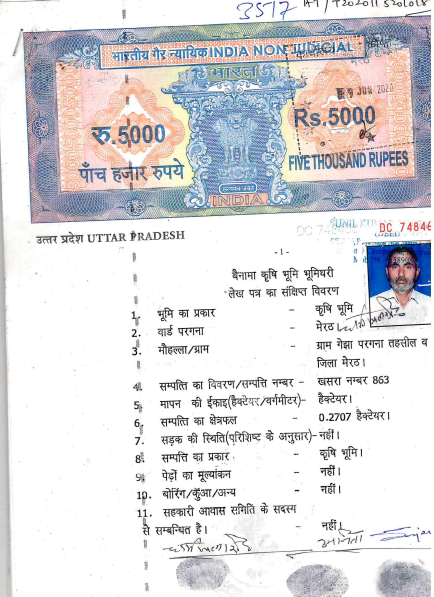 3517
भारतीय गैर न्यायिक INDIA NON JUDICIAL
भारत
रु.5000
Rs.5000
पाँच हजार रुपये
FIVE THOUSAND RUPEES
INDIA
उत्तर प्रदेश UTTAR PRADESH
DC 74846
-1-
बैनामा कृषि भूमि भूमिधरी
लेख पत्र का संक्षिप्त विवरण
1. भूमि का प्रकार - कृषि भूमि
2. वार्ड परगना - मेरठ
3. मौहल्ला/ग्राम - ग्राम गेझा परगना तहसील व
जिला मेरठ।
4. सम्पत्ति का विवरण/सम्पत्ति नम्बर - खसरा नम्बर 863
5. मापन की ईकाइ(हैक्टेयर/वर्गमीटर)- हैक्टेयर।
6. सम्पत्ति का क्षेत्रफल - 0.2707 हैक्टेयर।
7. सड़क की स्थिति(परिशिष्ट के अनुसार)- नहीं।
8. सम्पत्ति का प्रकार - कृषि भूमि।
9. पेड़ों का मूल्यांकन - नहीं।
10. बोरिंग/कुँआ/अन्य - नहीं।
11. सहकारी आवास समिति के सदस्य
से सम्बन्धित है। - नहीं।
अनिता